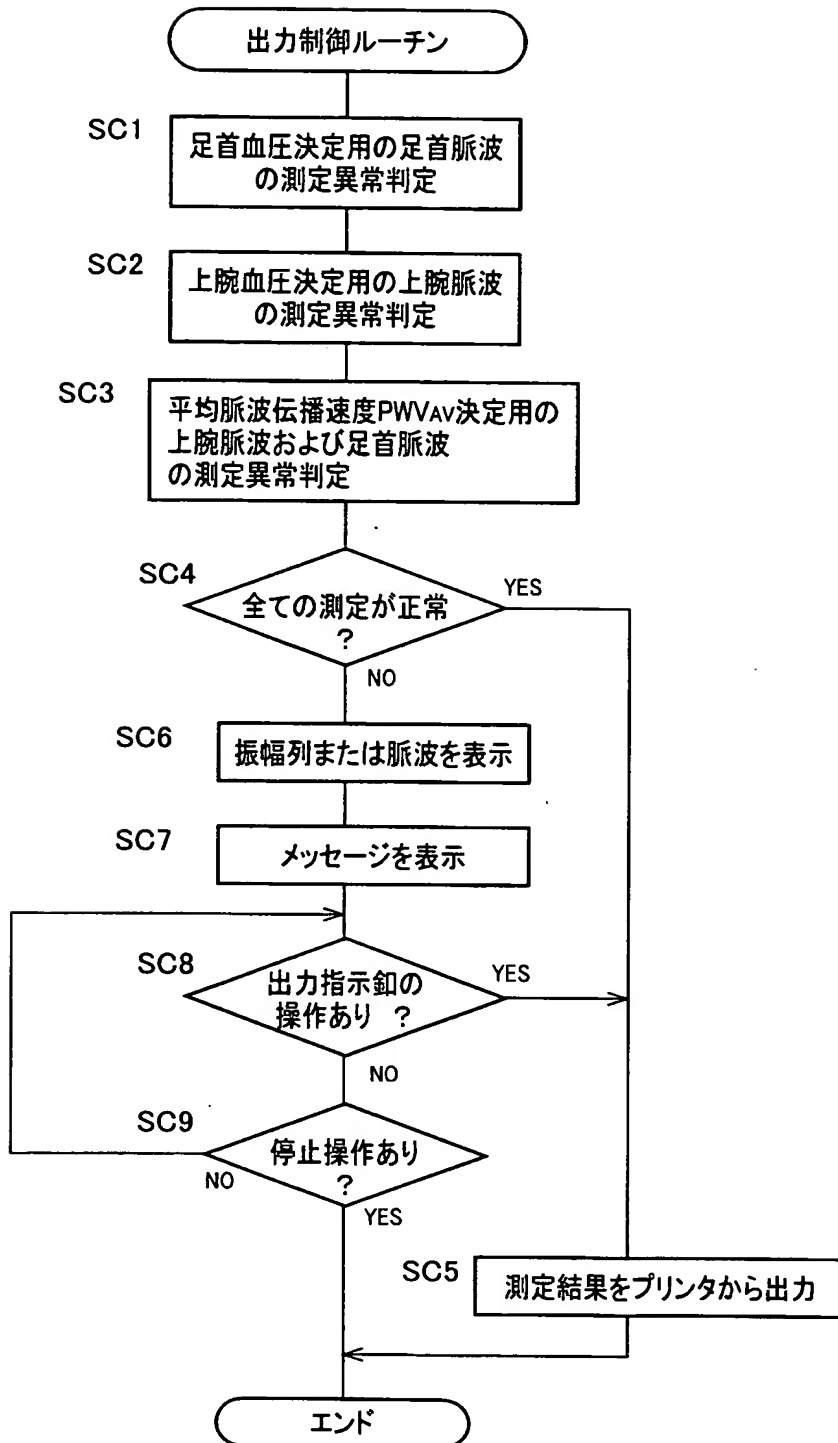 出力制御ルーチン
SC1
足首血圧決定用の足首脈波
の測定異常判定
SC2
上腕血圧決定用の上腕脈波
の測定異常判定
SC3
平均脈波伝播速度PWVAV決定用の
上腕脈波および足首脈波
の測定異常判定
SC4
全ての測定が正常
?
YES
NO
SC6
振幅列または脈波を表示
SC7
メッセージを表示
SC8
出力指示釦の
操作あり ?
YES
NO
SC9
停止操作あり
?
NO
YES
SC5
測定結果をプリンタから出力
エンド